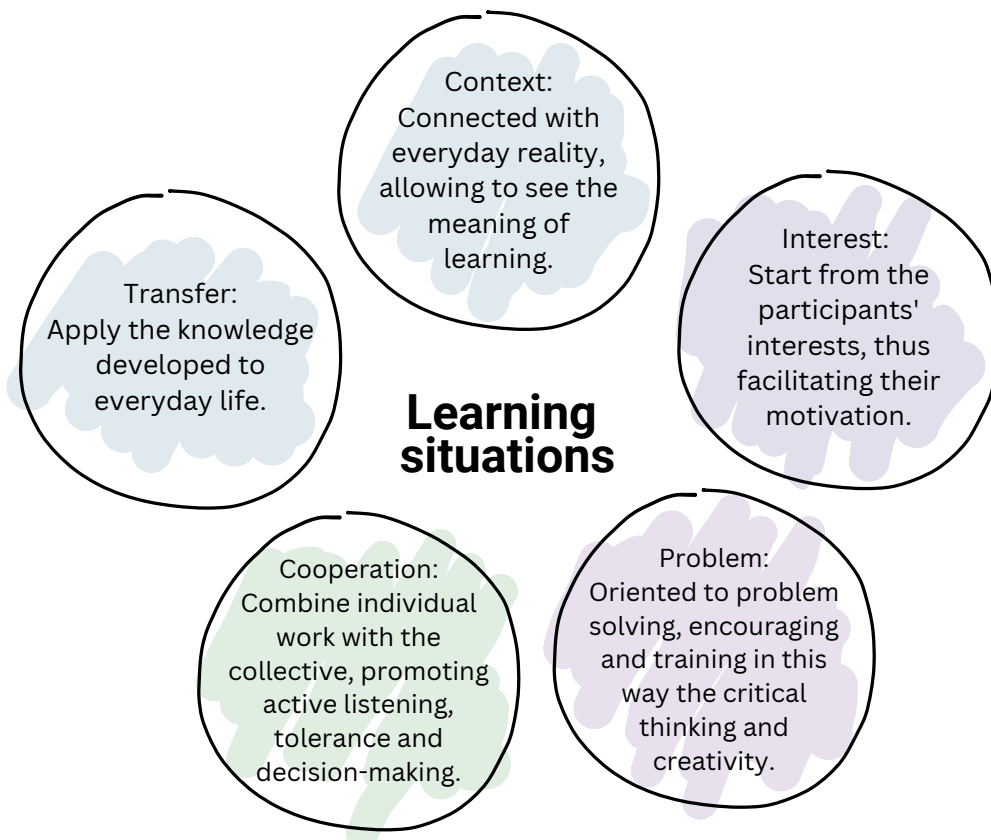 Context:
Connected with
everyday reality,
allowing to see the
meaning of
learning.
Interest:
Start from the
participants'
interests, thus
facilitating their
motivation.
Transfer:
Apply the knowledge
developed to
everyday life.
Learning
situations
Problem:
Oriented to problem
solving, encouraging
and training in this
way the critical
thinking and
creativity.
Cooperation:
Combine individual
work with the
collective, promoting
active listening,
tolerance and
decision-making.